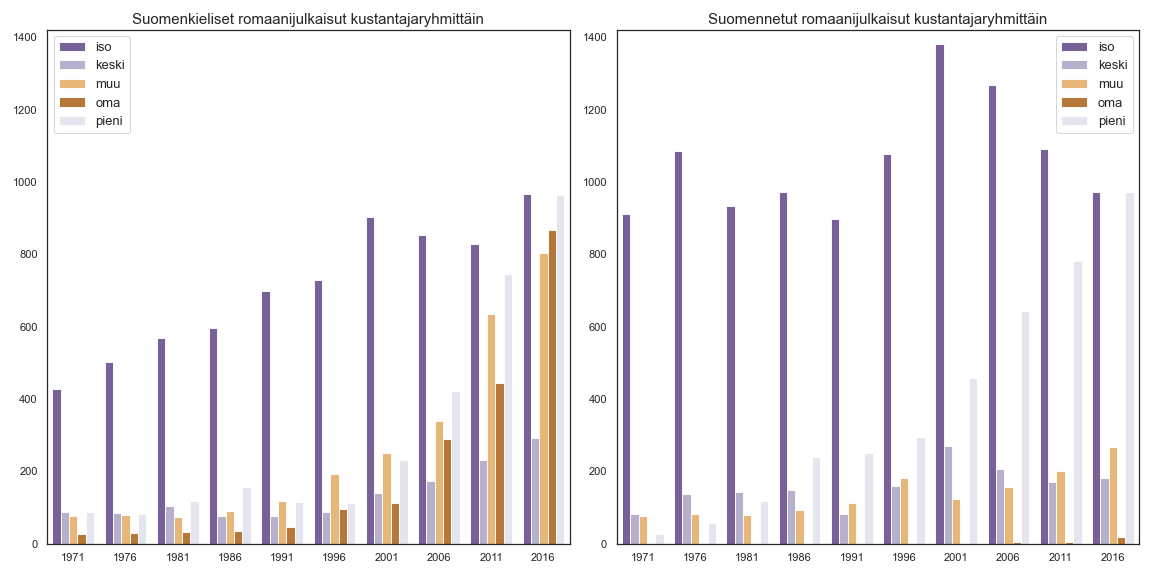 Suomenkieliset romaanijulkaisut kustantajaryhmittäin
1400
1200
1000
800
600
400
200
0
iso
keski
muu
oma
pieni
1971 1976 1981 1986 1991 1996 2001 2006 2011 2016
Suomennetut romaanijulkaisut kustantajaryhmittäin
1400
1200
1000
800
600
400
200
0
iso
keski
muu
oma
pieni
1971 1976 1981 1986 1991 1996 2001 2006 2011 2016